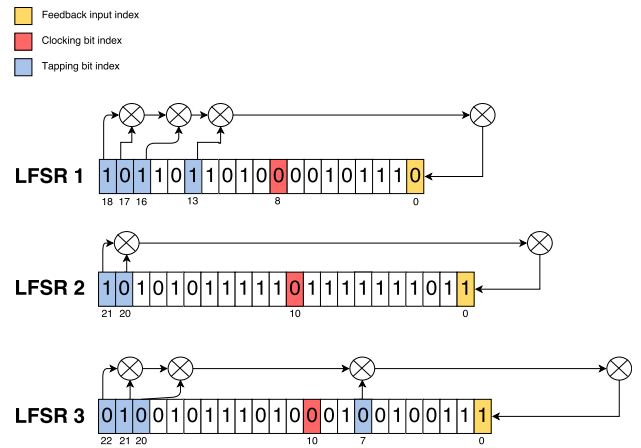 Feedback input index
Clocking bit index
Tapping bit index
LFSR 1
1 0 1 1 0 1 1 0 1 0 0 0 0 1 0 1 1 1 0
18 17 16 13 8 0
LFSR 2
1 0 1 0 1 0 1 1 1 1 1 0 1 1 1 1 1 1 1 0 1 1
21 20 10 0
LFSR 3
0 1 0 0 1 0 1 1 1 0 1 0 0 0 1 0 0 1 0 0 1 1 1
22 21 20 10 7 0